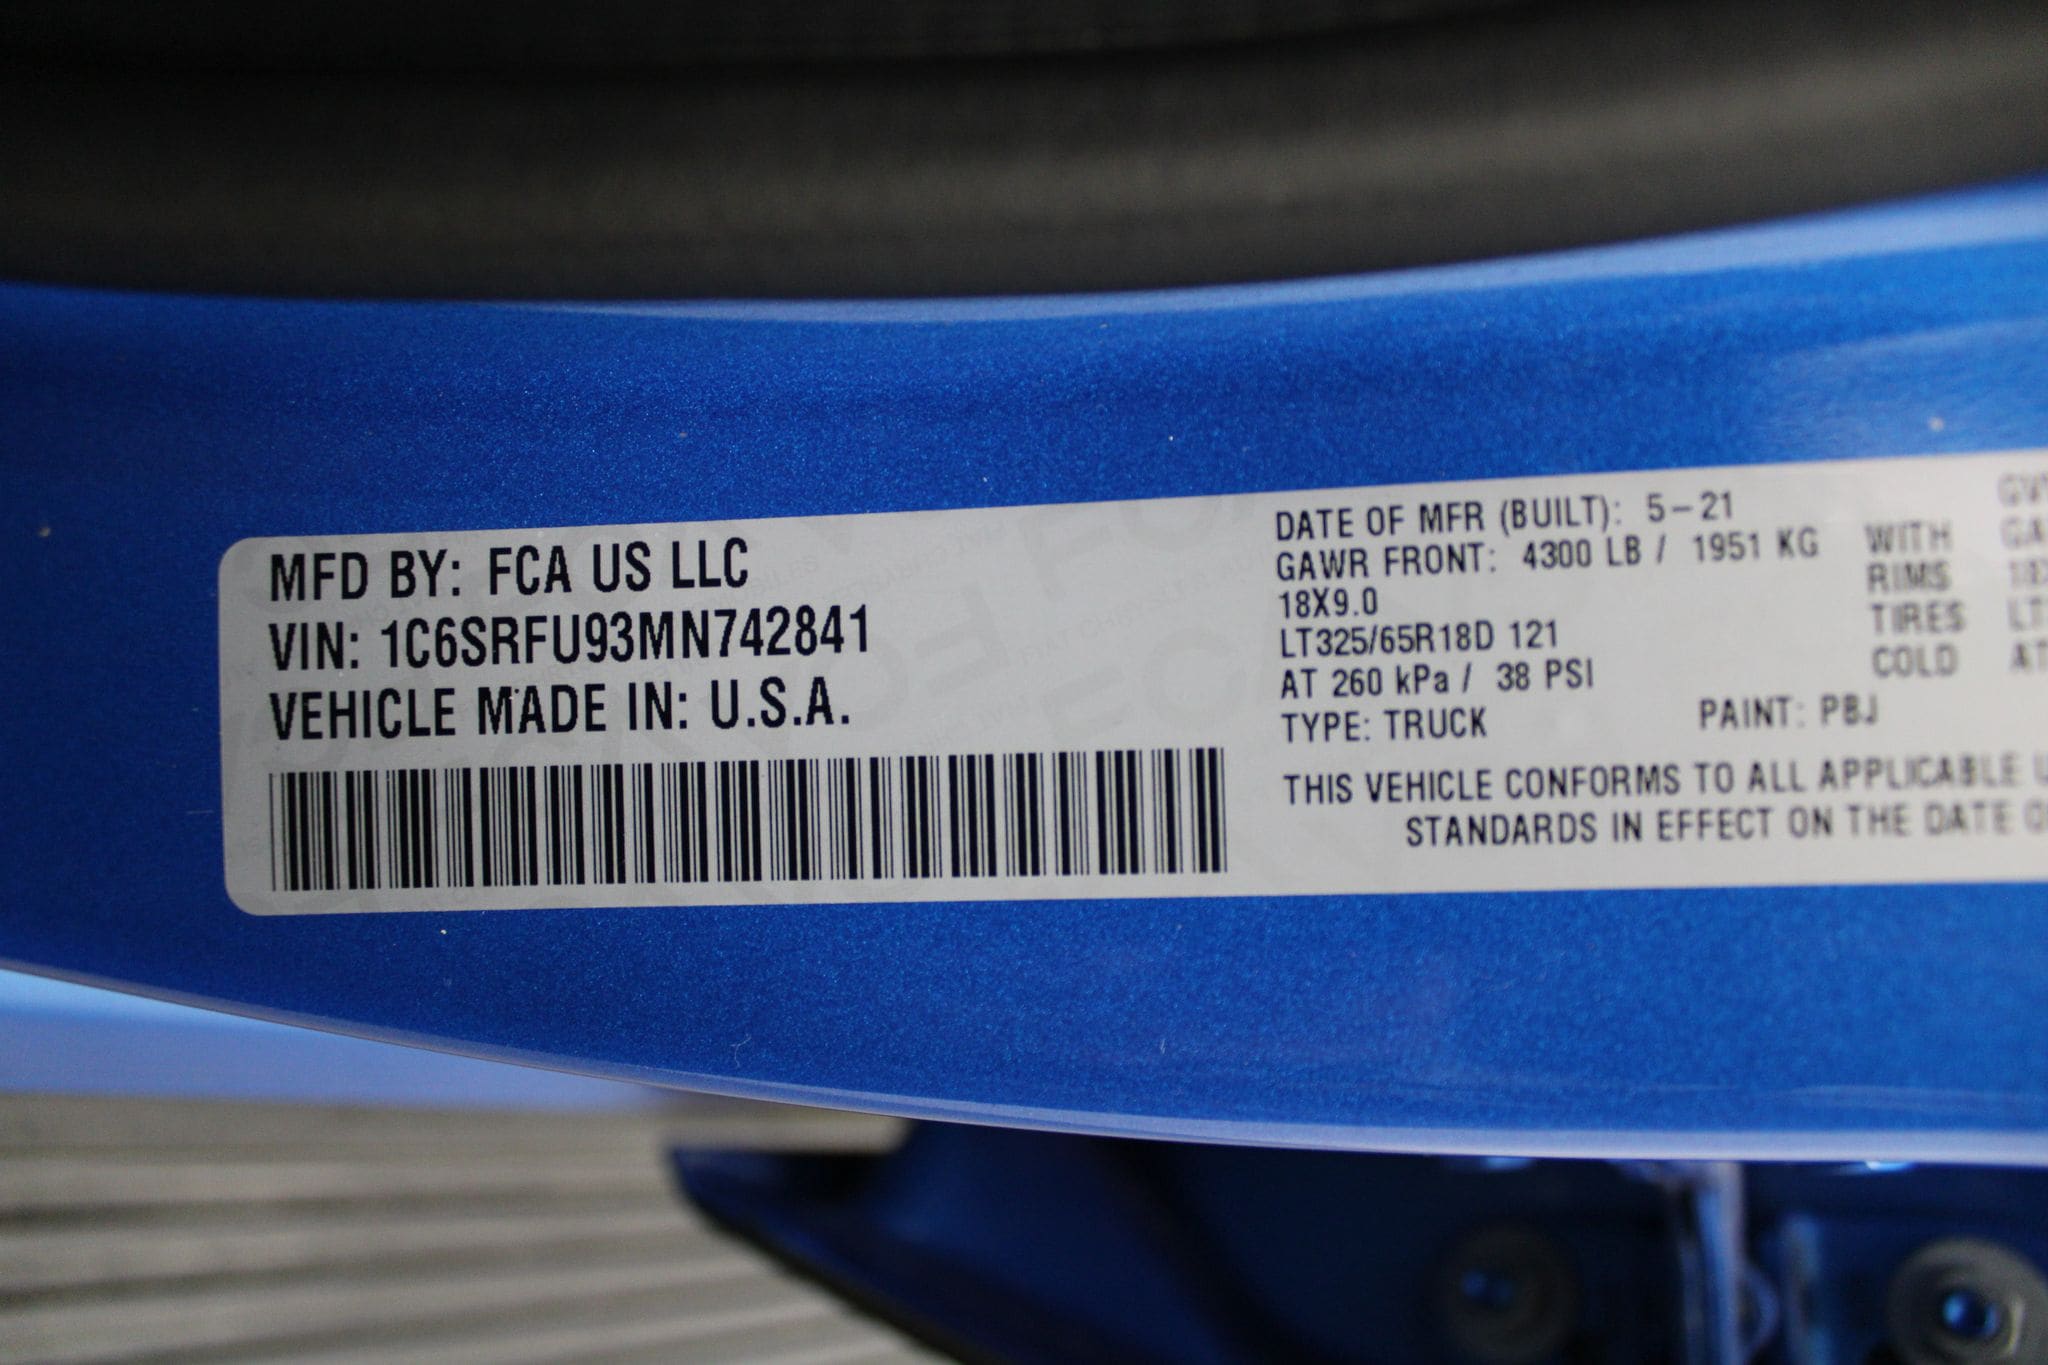 MFD BY: FCA US LLC
VIN: 1C6SRFU93MN742841
VEHICLE MADE IN: U.S.A.
DATE OF MFR (BUILT): 5-21
GAWR FRONT: 4300 LB / 1951 KG WITH
18X9.0 RIMS
LT325/65R18D 121 TIRES
AT 260 kPa / 38 PSI COLD
TYPE: TRUCK PAINT: PBJ
THIS VEHICLE CONFORMS TO ALL APPLICABLE
STANDARDS IN EFFECT ON THE DATE